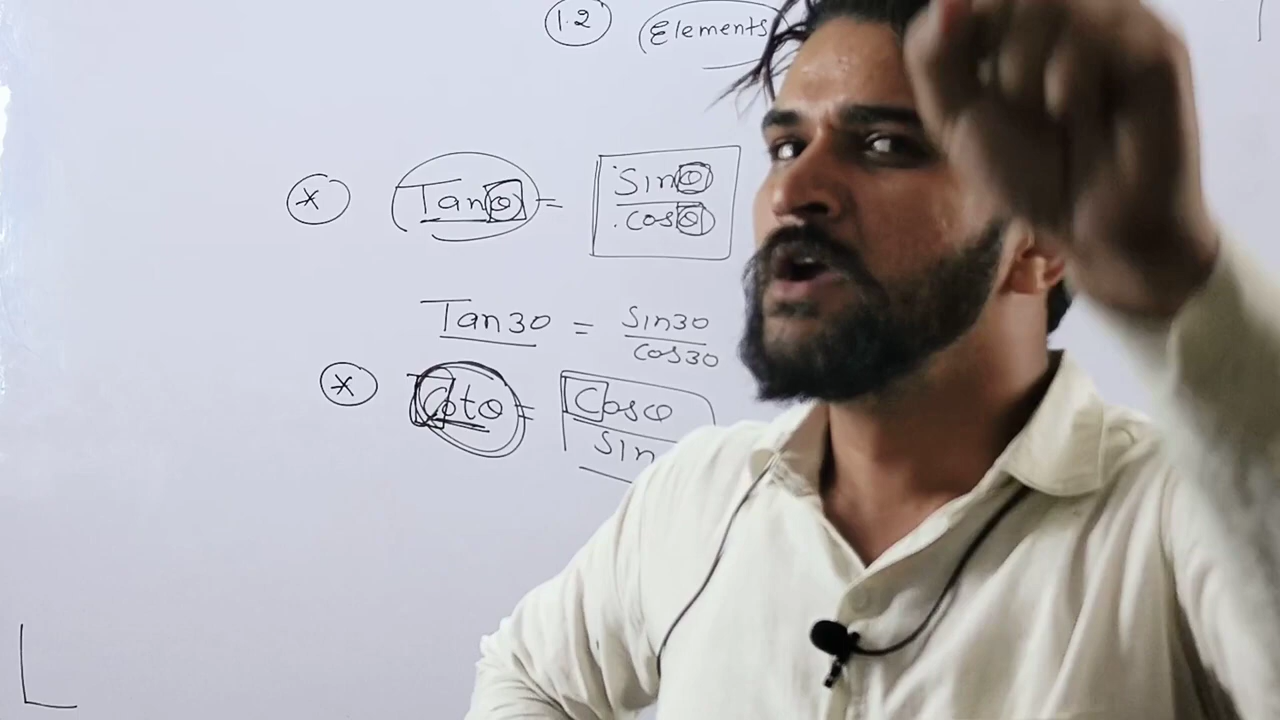 1.2 Elements
* Tanθ = Sinθ / cosθ
Tan30 = Sin30 / cos30
* Cotθ = Cosθ / Sin